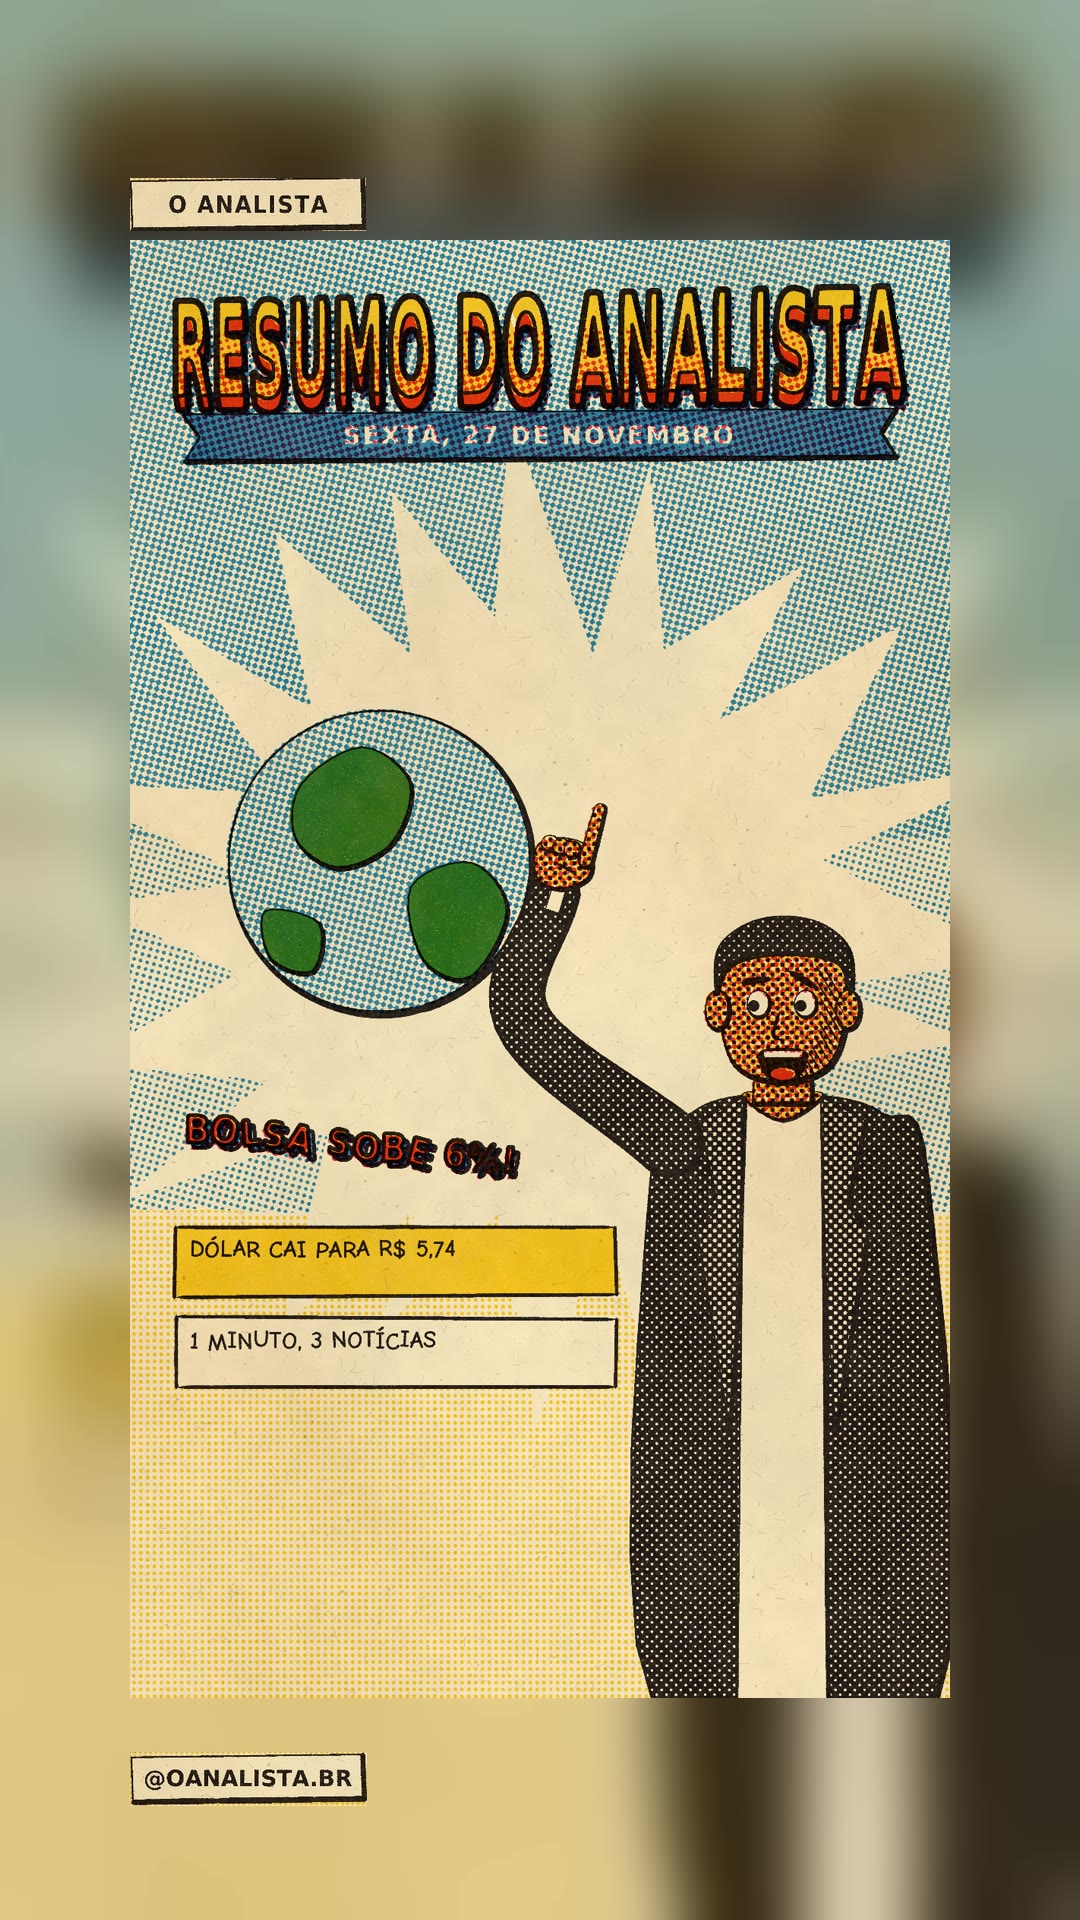 O ANALISTA
RESUMO DO ANALISTA
SEXTA, 27 DE NOVEMBRO
BOLSA SOBE 6%!
DÓLAR CAI PARA R$ 5,74
1 MINUTO, 3 NOTÍCIAS
@OANALISTA.BR